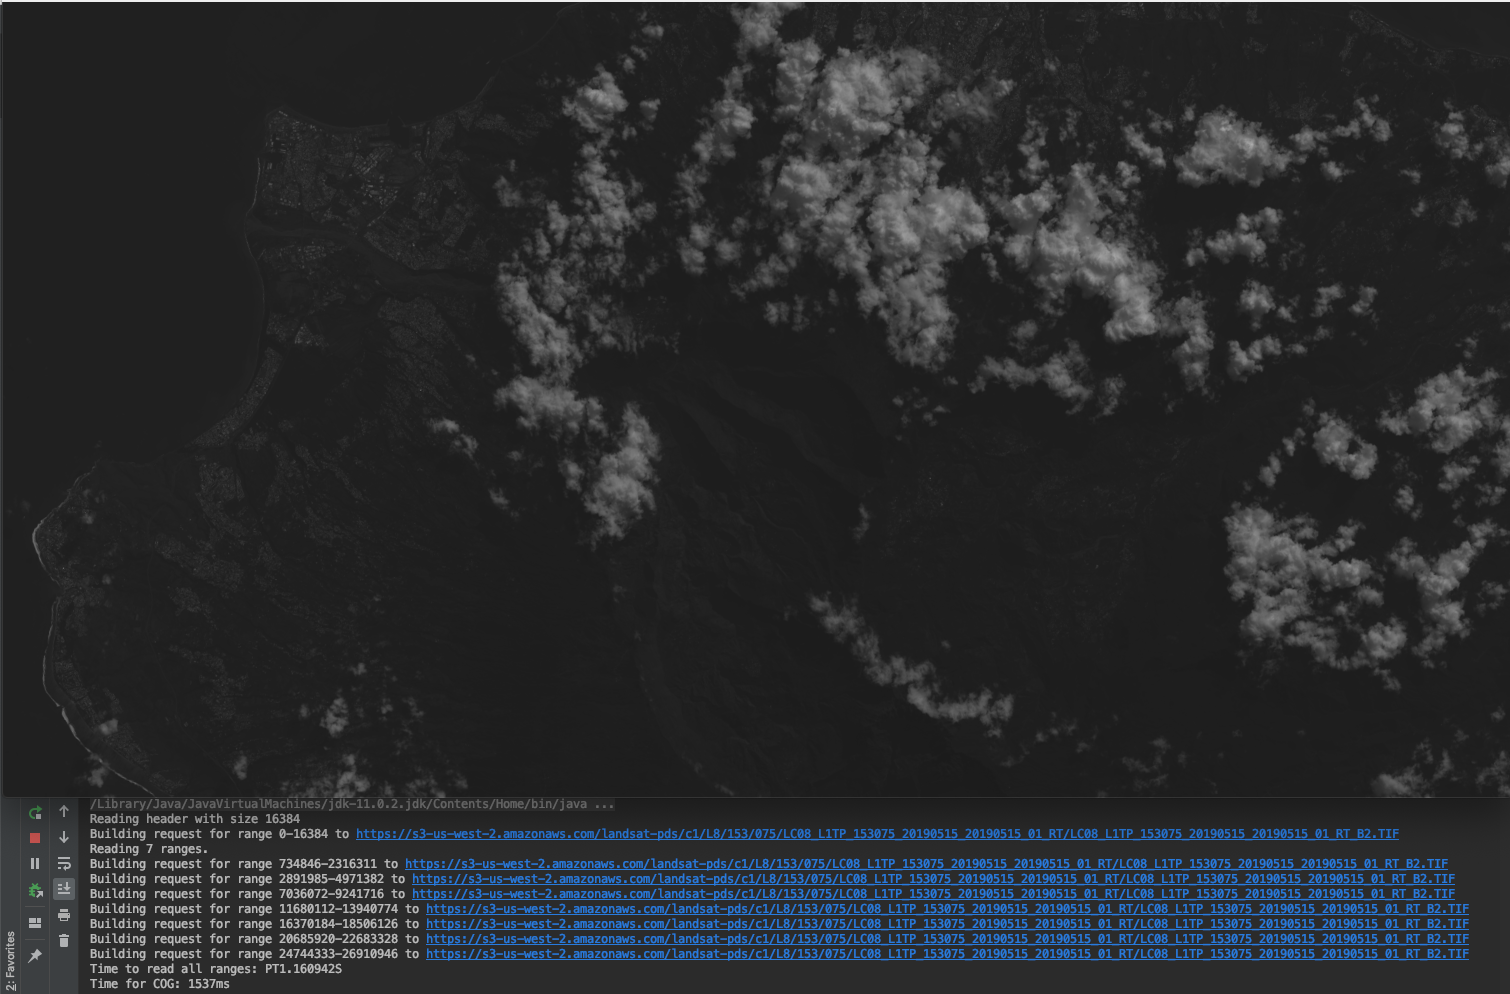 /Library/Java/JavaVirtualMachines/jdk-11.0.2.jdk/Contents/Home/bin/java ...
Reading header with size 16384
Building request for range 0-16384 to https://s3-us-west-2.amazonaws.com/landsat-pds/c1/L8/153/075/LC08_L1TP_153075_20190515_20190515_01_RT/LC08_L1TP_153075_20190515_20190515_01_RT_B2.TIF
Reading 7 ranges.
Building request for range 734846-2316311 to https://s3-us-west-2.amazonaws.com/landsat-pds/c1/L8/153/075/LC08_L1TP_153075_20190515_20190515_01_RT/LC08_L1TP_153075_20190515_20190515_01_RT_B2.TIF
Building request for range 2891985-4971382 to https://s3-us-west-2.amazonaws.com/landsat-pds/c1/L8/153/075/LC08_L1TP_153075_20190515_20190515_01_RT/LC08_L1TP_153075_20190515_20190515_01_RT_B2.TIF
Building request for range 7036072-9241716 to https://s3-us-west-2.amazonaws.com/landsat-pds/c1/L8/153/075/LC08_L1TP_153075_20190515_20190515_01_RT/LC08_L1TP_153075_20190515_20190515_01_RT_B2.TIF
Building request for range 11680112-13940774 to https://s3-us-west-2.amazonaws.com/landsat-pds/c1/L8/153/075/LC08_L1TP_153075_20190515_20190515_01_RT/LC08_L1TP_153075_20190515_20190515_01_RT_B2.TIF
Building request for range 16370184-18506126 to https://s3-us-west-2.amazonaws.com/landsat-pds/c1/L8/153/075/LC08_L1TP_153075_20190515_20190515_01_RT/LC08_L1TP_153075_20190515_20190515_01_RT_B2.TIF
Building request for range 20685920-22683328 to https://s3-us-west-2.amazonaws.com/landsat-pds/c1/L8/153/075/LC08_L1TP_153075_20190515_20190515_01_RT/LC08_L1TP_153075_20190515_20190515_01_RT_B2.TIF
Building request for range 24744333-26910946 to https://s3-us-west-2.amazonaws.com/landsat-pds/c1/L8/153/075/LC08_L1TP_153075_20190515_20190515_01_RT/LC08_L1TP_153075_20190515_20190515_01_RT_B2.TIF
Time to read all ranges: PT1.160942S
Time for COG: 1537ms
2: Favorites